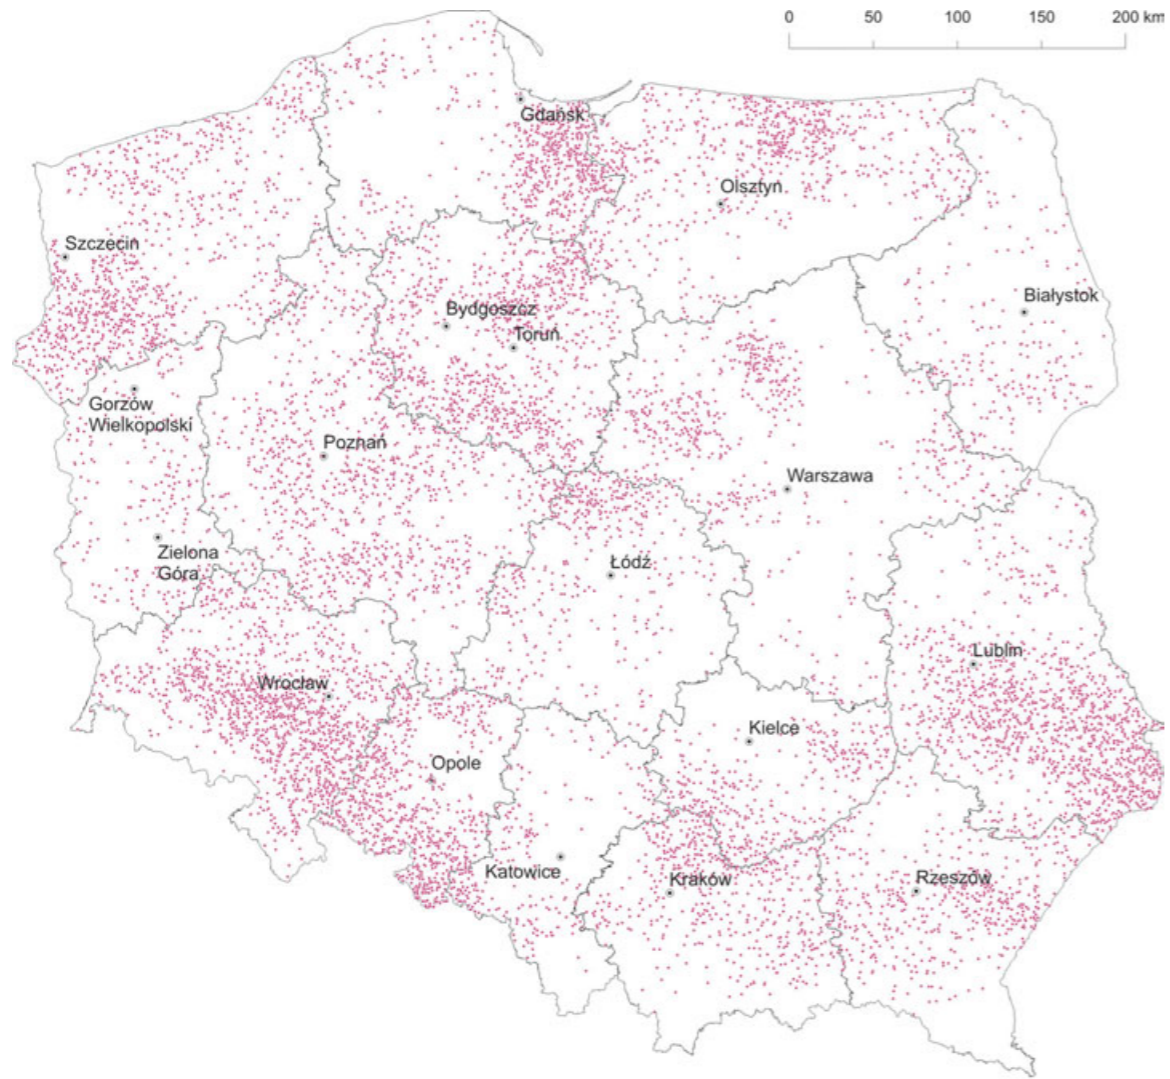 0 50 100 150 200 km
Gdańsk
Olsztyn
Szczecin
Białystok
Bydgoszcz
Toruń
Gorzów
Wielkopolski
Poznań
Warszawa
Zielona
Góra
Łódź
Lublin
Wrocław
Kielce
Opole
Katowice
Kraków
Rzeszów